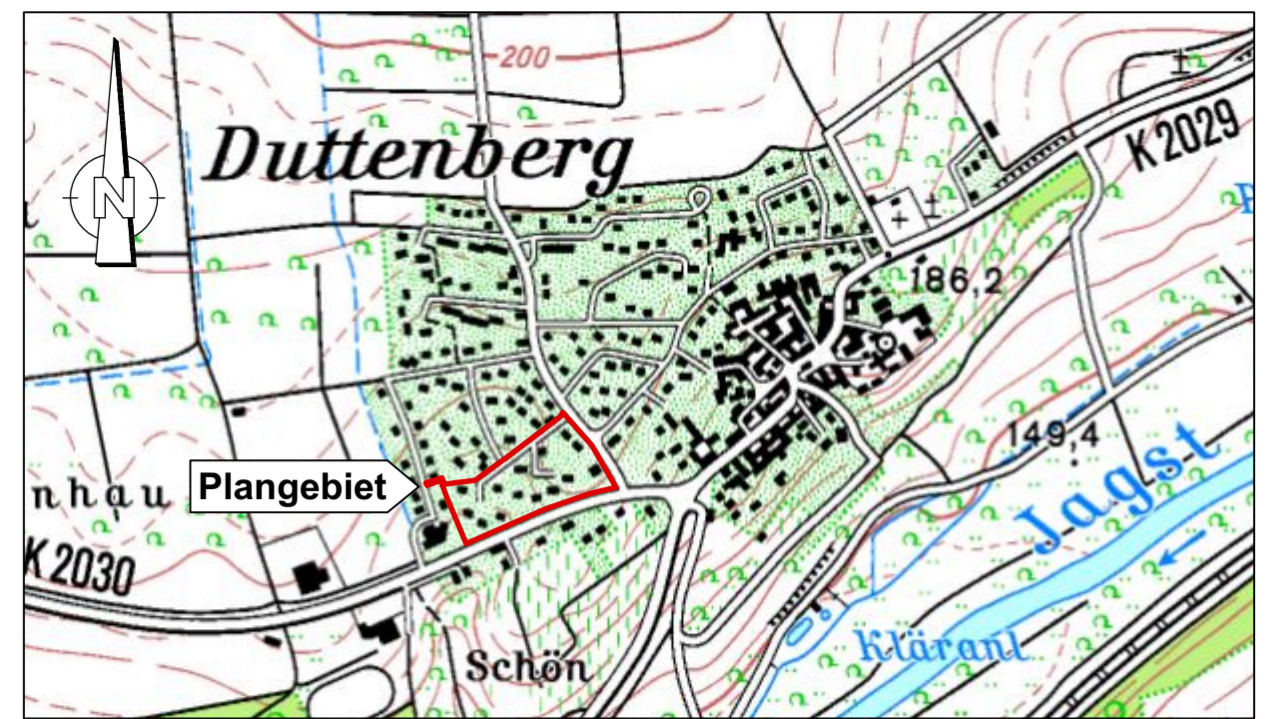 200
Duttenberg
K 2029
N
186,2
149,4
Plangebiet
nhau
Jagst
K 2030
Kläranl
Schön